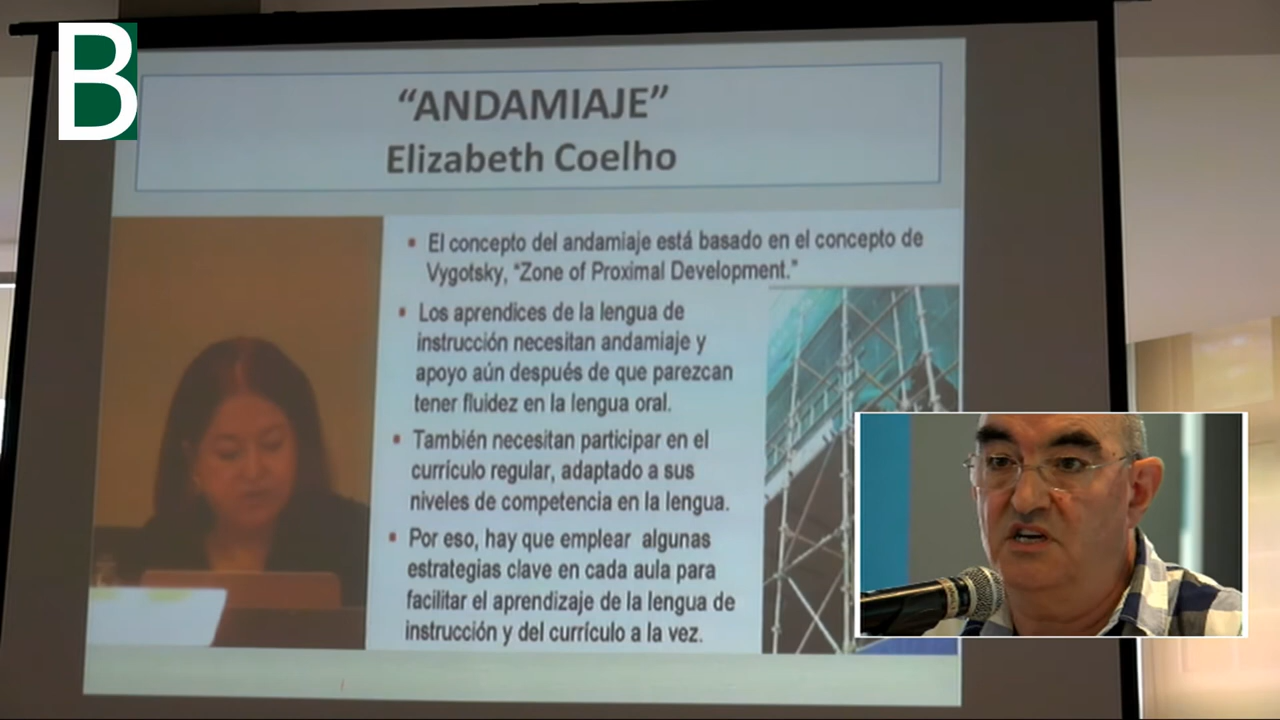 B
“ANDAMIAJE”
Elizabeth Coelho
▪ El concepto del andamiaje está basado en el concepto de
Vygotsky, “Zone of Proximal Development.”
▪ Los aprendices de la lengua de
instrucción necesitan andamiaje y
apoyo aún después de que parezcan
tener fluidez en la lengua oral.
▪ También necesitan participar en el
currículo regular, adaptado a sus
niveles de competencia en la lengua.
▪ Por eso, hay que emplear algunas
estrategias clave en cada aula para
facilitar el aprendizaje de la lengua de
instrucción y del currículo a la vez.